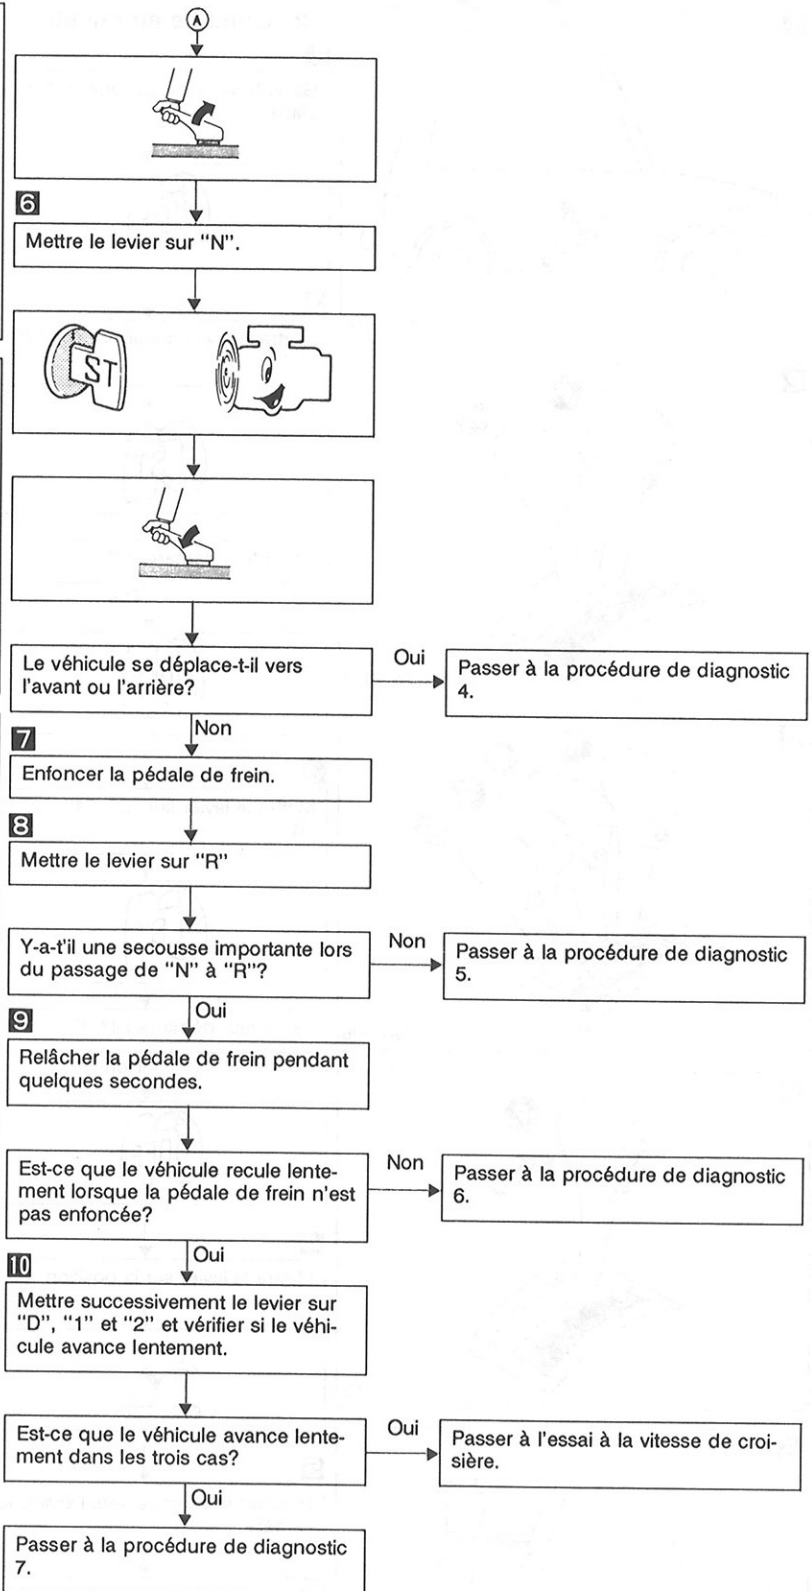 A
6
Mettre le levier sur “N”.
ST
Le véhicule se déplace-t-il vers
l'avant ou l'arrière?
Oui
Passer à la procédure de diagnostic
4.
Non
7
Enfoncer la pédale de frein.
8
Mettre le levier sur “R”
Y-a-t'il une secousse importante lors
du passage de “N” à “R”?
Non
Passer à la procédure de diagnostic
5.
Oui
9
Relâcher la pédale de frein pendant
quelques secondes.
Est-ce que le véhicule recule lente-
ment lorsque la pédale de frein n'est
pas enfoncée?
Non
Passer à la procédure de diagnostic
6.
Oui
10
Mettre successivement le levier sur
“D”, “1” et “2” et vérifier si le véhi-
cule avance lentement.
Est-ce que le véhicule avance lente-
ment dans les trois cas?
Oui
Passer à l'essai à la vitesse de croi-
sière.
Oui
Passer à la procédure de diagnostic
7.